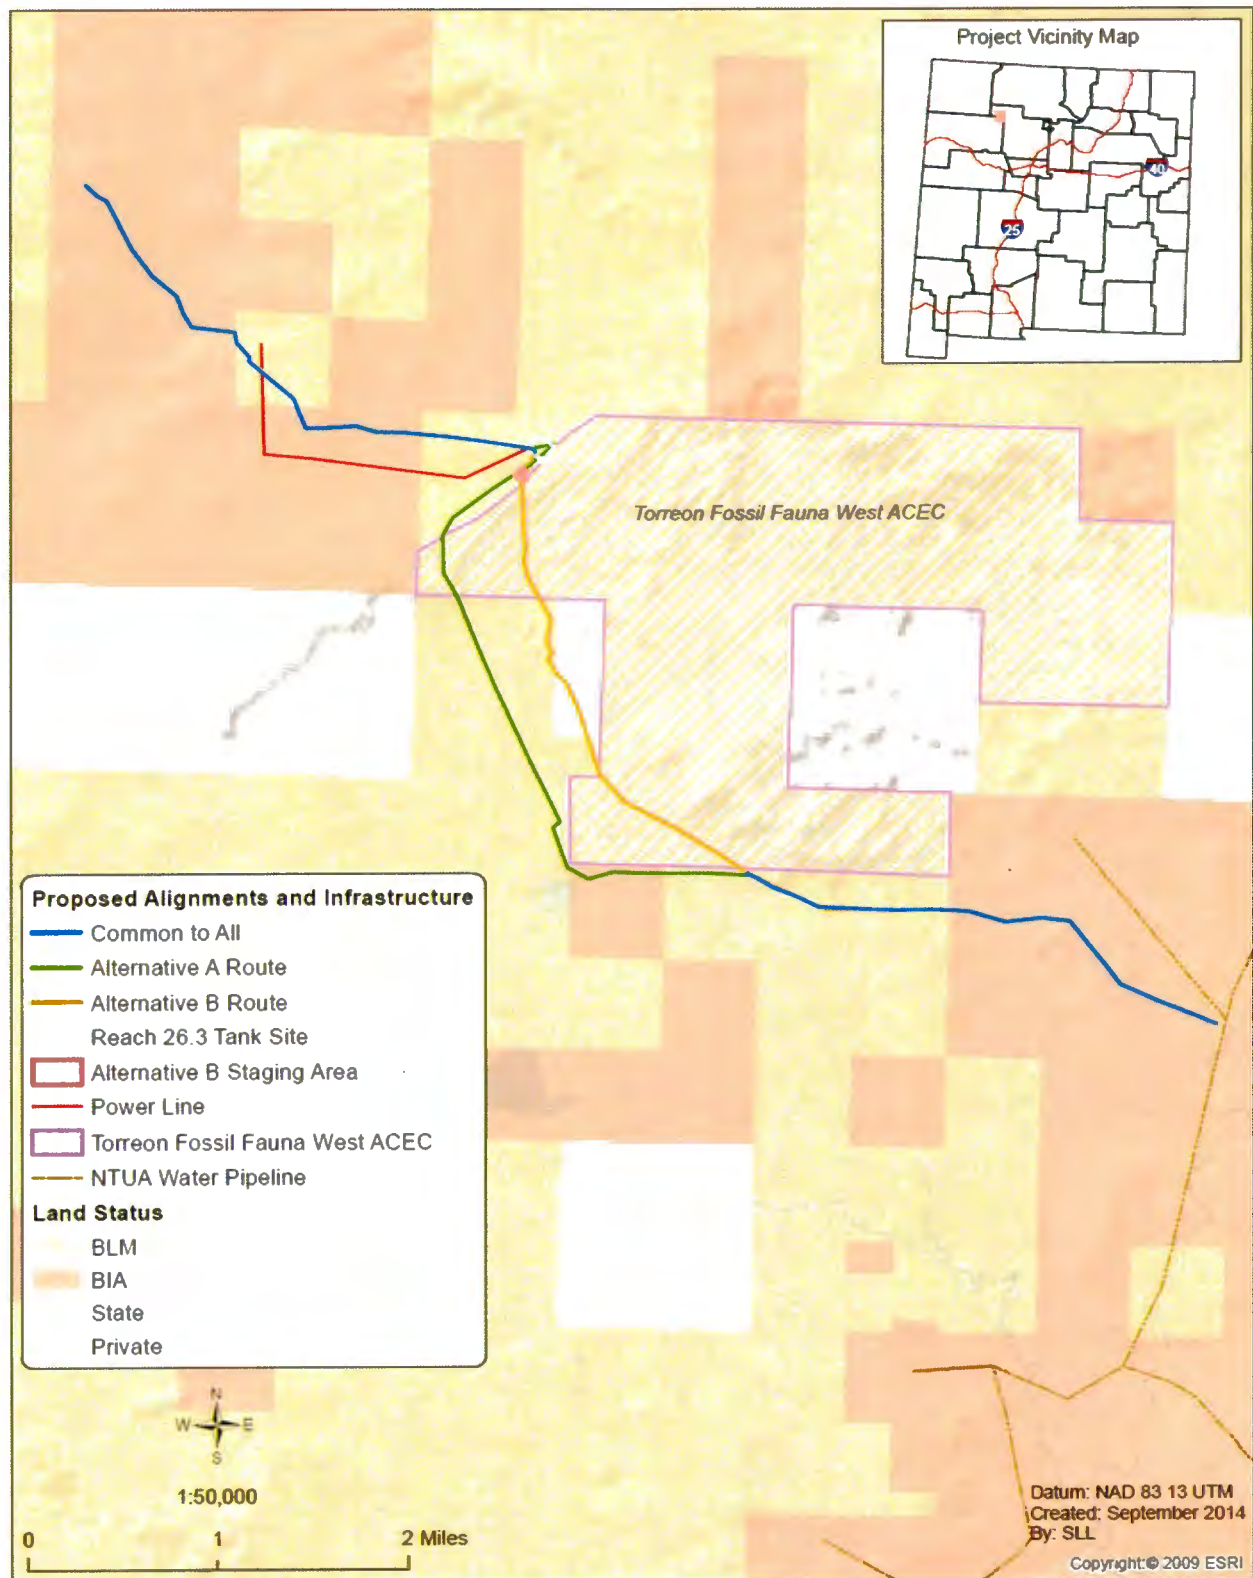 Project Vicinity Map
40
25
Torreon Fossil Fauna West ACEC
Proposed Alignments and Infrastructure
Common to All
Alternative A Route
Alternative B Route
Reach 26.3 Tank Site
Alternative B Staging Area
Power Line
Torreon Fossil Fauna West ACEC
NTUA Water Pipeline
Land Status
BLM
BIA
State
Private
N
W E
S
1:50,000
0 1 2 Miles
Datum: NAD 83 13 UTM
Created: September 2014
By: SLL
Copyright:© 2009 ESRI